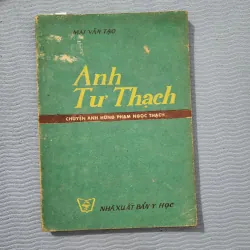 MAI VĂN TẠO
Anh
Tư Thạch
CHUYỆN ANH HÙNG PHẠM NGỌC THẠCH
NHÀ XUẤT BẢN Y HỌC